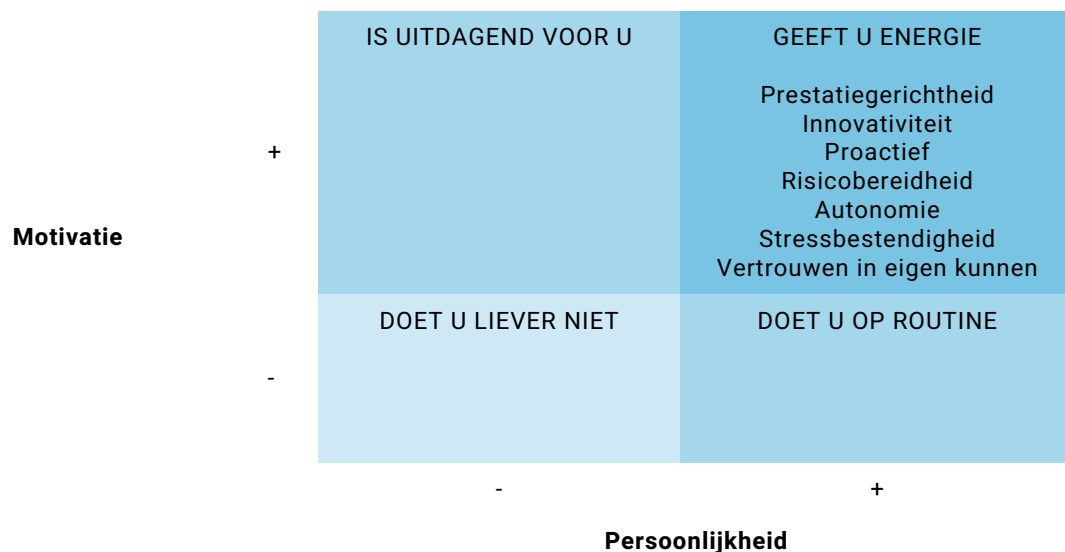 IS UITDAGEND VOOR U
GEEFT U ENERGIE
Prestatiegerichtheid
Innovativiteit
Proactief
Risicobereidheid
Autonomie
Stressbestendigheid
Vertrouwen in eigen kunnen
+
Motivatie
DOET U LIEVER NIET
DOET U OP ROUTINE
-
-
+
Persoonlijkheid